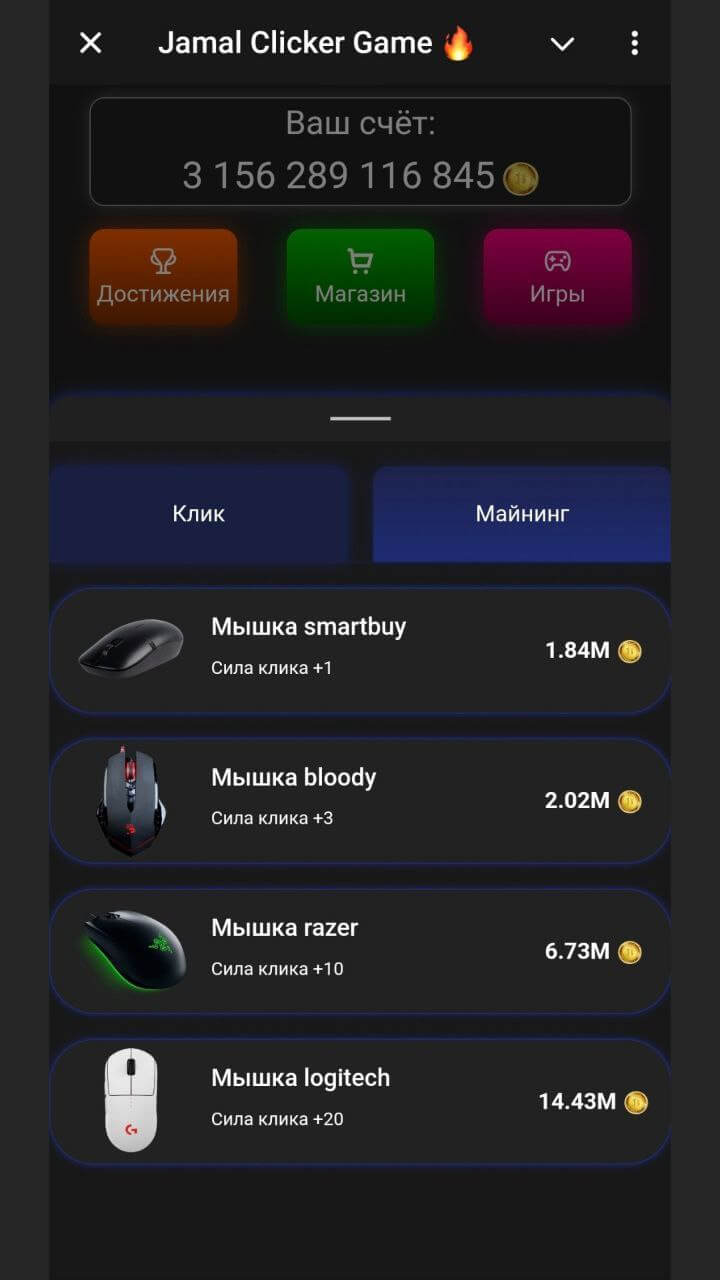 Jamal Clicker Game 🔥
Ваш счёт:
3 156 289 116 845
Достижения
Магазин
Игры
Клик
Майнинг
Мышка smartbuy
Сила клика +1
1.84M
Мышка bloody
Сила клика +3
2.02M
Мышка razer
Сила клика +10
6.73M
Мышка logitech
Сила клика +20
14.43M